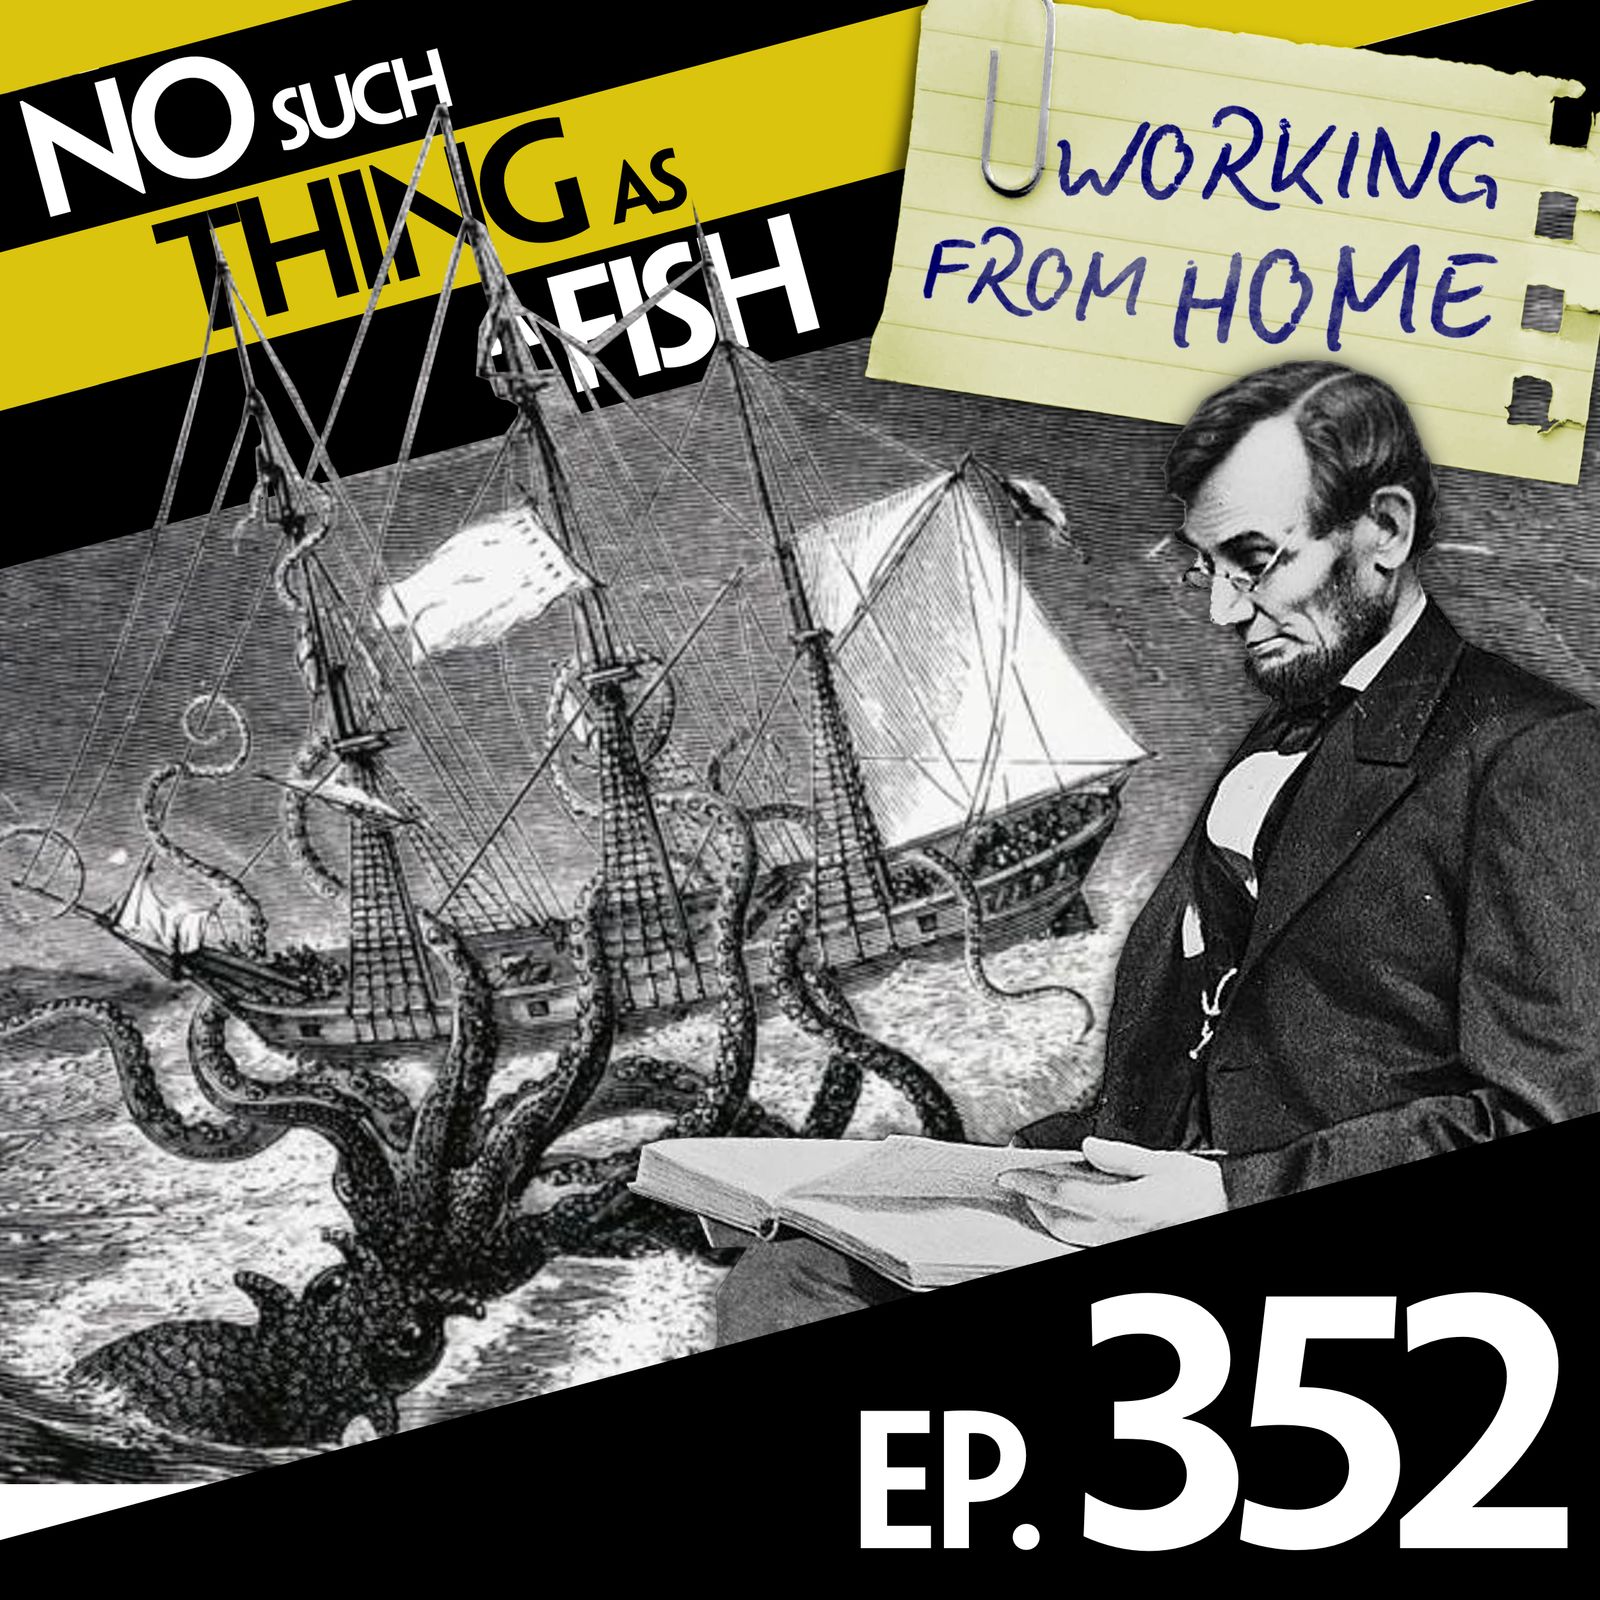 NO SUCH
THING AS
A FISH
WORKING
FROM HOME
EP. 352